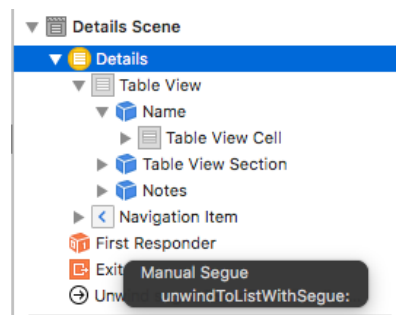 Details Scene
Details
Table View
Name
Table View Cell
Table View Section
Notes
Navigation Item
First Responder
Exit
Manual Segue
unwindToListWithSegue: